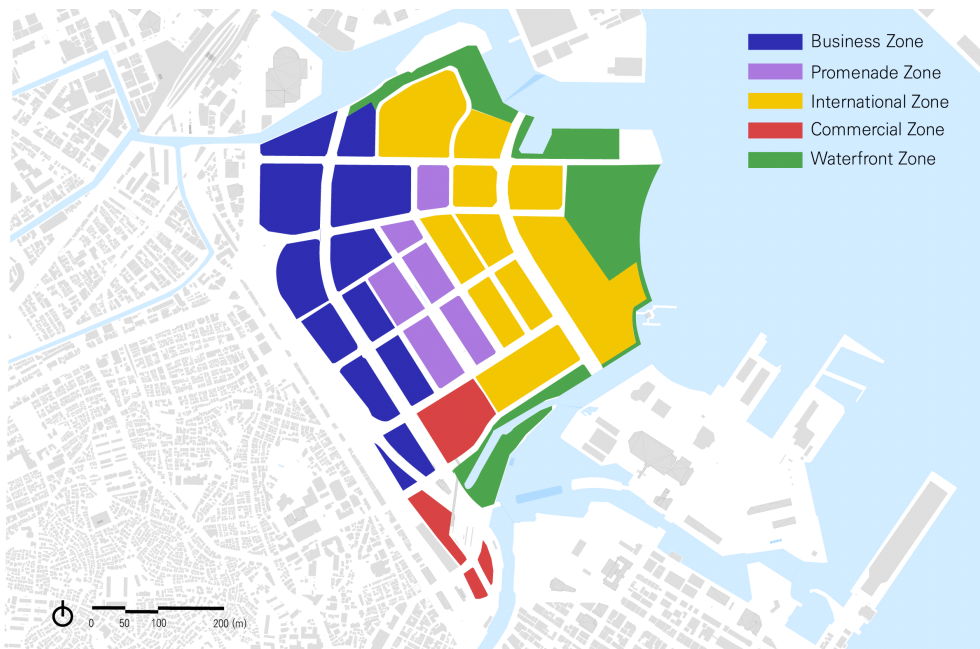 Business Zone
Promenade Zone
International Zone
Commercial Zone
Waterfront Zone
0 50 100 200 (m)